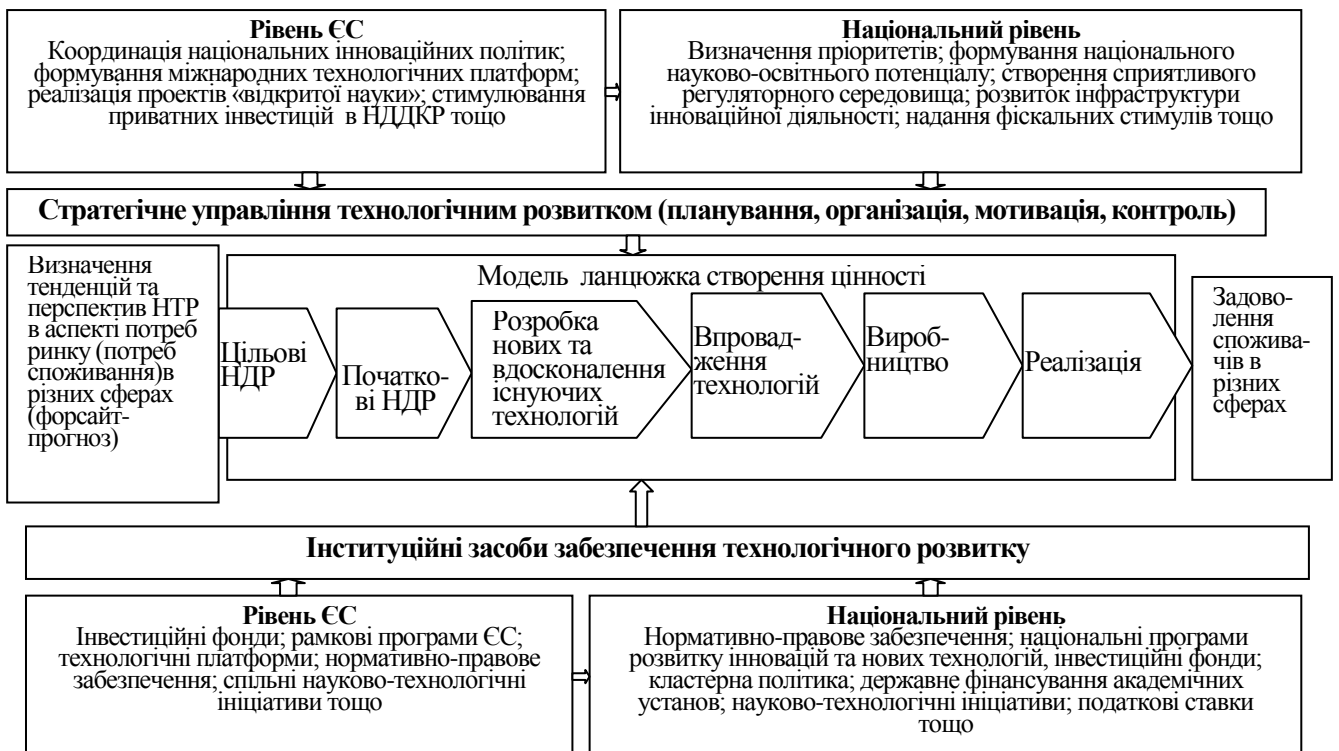 Рівень ЄС
Координація національних інноваційних політик;
формування міжнародних технологічних платформ;
реалізація проектів «відкритої науки»; стимулювання
приватних інвестицій в НДДКР тощо
Національний рівень
Визначення пріоритетів; формування національного
науково-освітнього потенціалу; створення сприятливого
регуляторного середовища; розвиток інфраструктури
інноваційної діяльності; надання фіскальних стимулів тощо
Стратегічне управління технологічним розвитком (планування, організація, мотивація, контроль)
Визначення
тенденцій та
перспектив НТР
в аспекті потреб
ринку (потреб
споживання)в
різних сферах
(форсайт-
прогноз)
Модель ланцюжка створення цінності
Цільові
НДР
Початко-
ві НДР
Розробка
нових та
вдосконалення
існуючих
технологій
Впровад-
ження
технологій
Вироб-
ництво
Реалізація
Задово-
лення
спожива-
чів в
різних
сферах
Інституційні засоби забезпечення технологічного розвитку
Рівень ЄС
Інвестиційні фонди; рамкові програми ЄС;
технологічні платформи; нормативно-правове
забезпечення; спільні науково-технологічні
ініціативи тощо
Національний рівень
Нормативно-правове забезпечення; національні програми
розвитку інновацій та нових технологій, інвестиційні фонди;
кластерна політика; державне фінансування академічних
установ; науково-технологічні ініціативи; податкові ставки
тощо